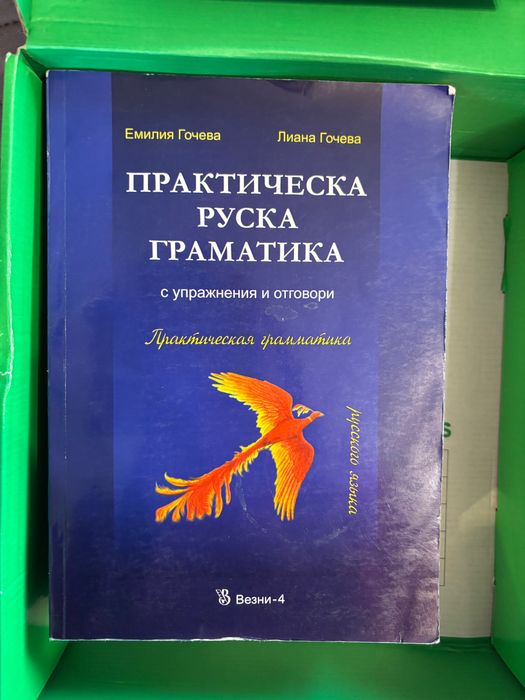 Емилия Гочева Лиана Гочева
ПРАКТИЧЕСКА
РУСКА
ГРАМАТИКА
с упражнения и отговори
Практическая грамматика
русского языка
Везни-4